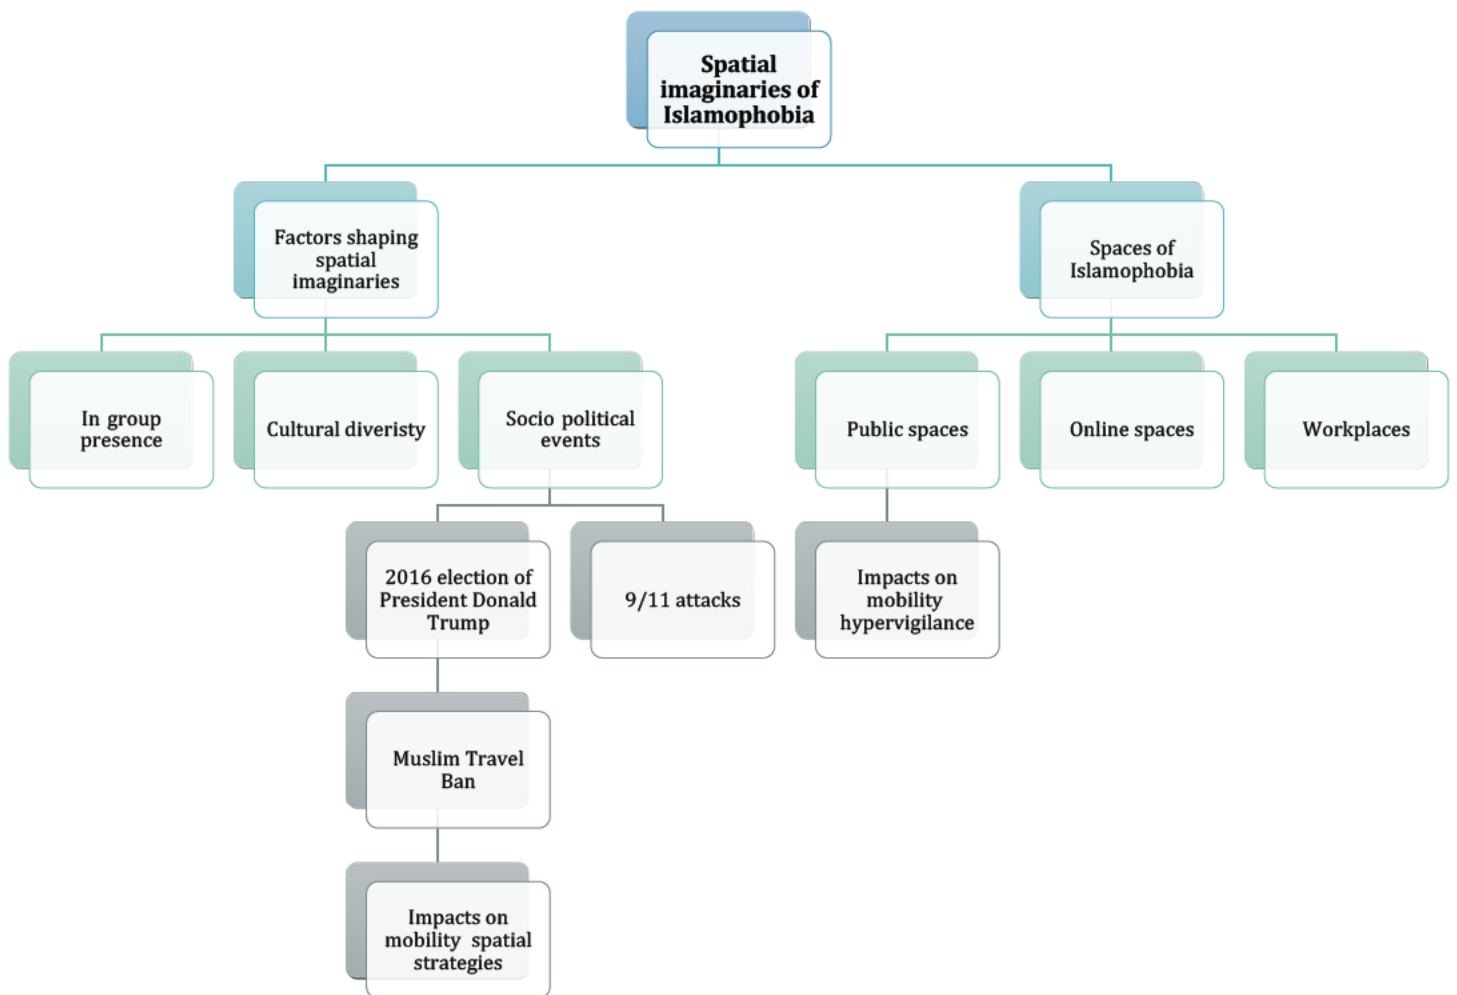 Spatial
imaginaries of
Islamophobia
Factors shaping
spatial
imaginaries
Spaces of
Islamophobia
In group
presence
Cultural diveristy
Socio political
events
Public spaces
Online spaces
Workplaces
2016 election of
President Donald
Trump
9/11 attacks
Impacts on
mobility
hypervigilance
Muslim Travel
Ban
Impacts on
mobility spatial
strategies